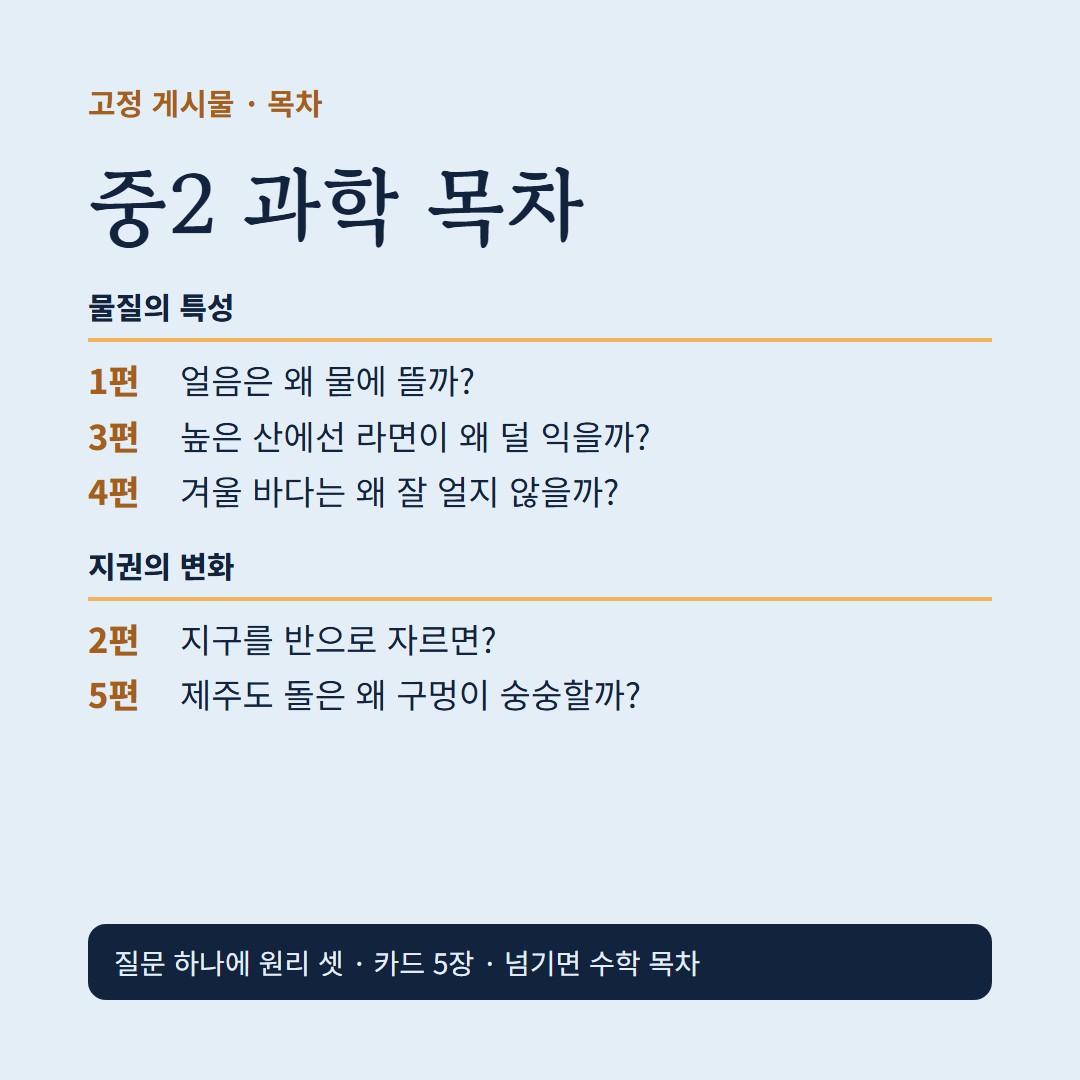 고정 게시물 · 목차
중2 과학 목차
물질의 특성
1편 얼음은 왜 물에 뜰까?
3편 높은 산에선 라면이 왜 덜 익을까?
4편 겨울 바다는 왜 잘 얼지 않을까?
지권의 변화
2편 지구를 반으로 자르면?
5편 제주도 돌은 왜 구멍이 숭숭할까?
질문 하나에 원리 셋 · 카드 5장 · 넘기면 수학 목차